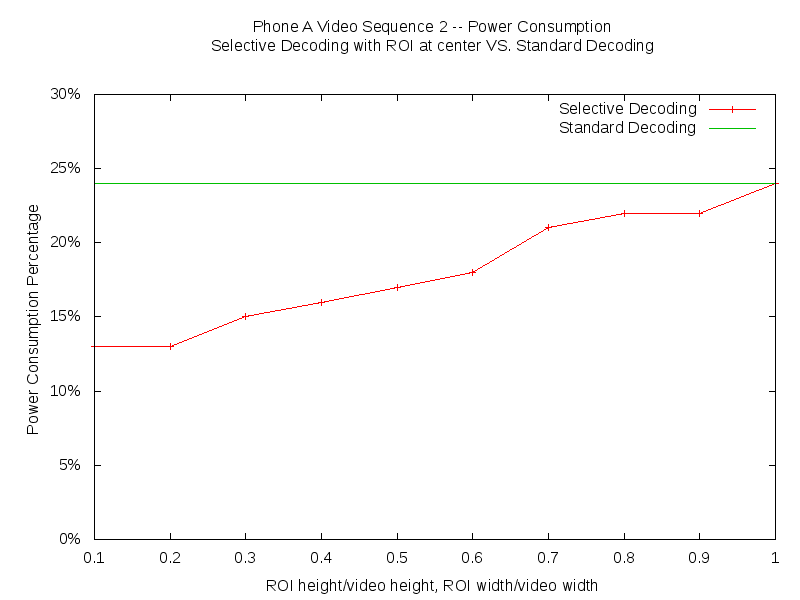 Phone A Video Sequence 2 -- Power Consumption
Selective Decoding with ROI at center VS. Standard Decoding
30%
25%
20%
15%
10%
5%
0%
Power Consumption Percentage
Selective Decoding
Standard Decoding
0.1 0.2 0.3 0.4 0.5 0.6 0.7 0.8 0.9 1
ROI height/video height, ROI width/video width